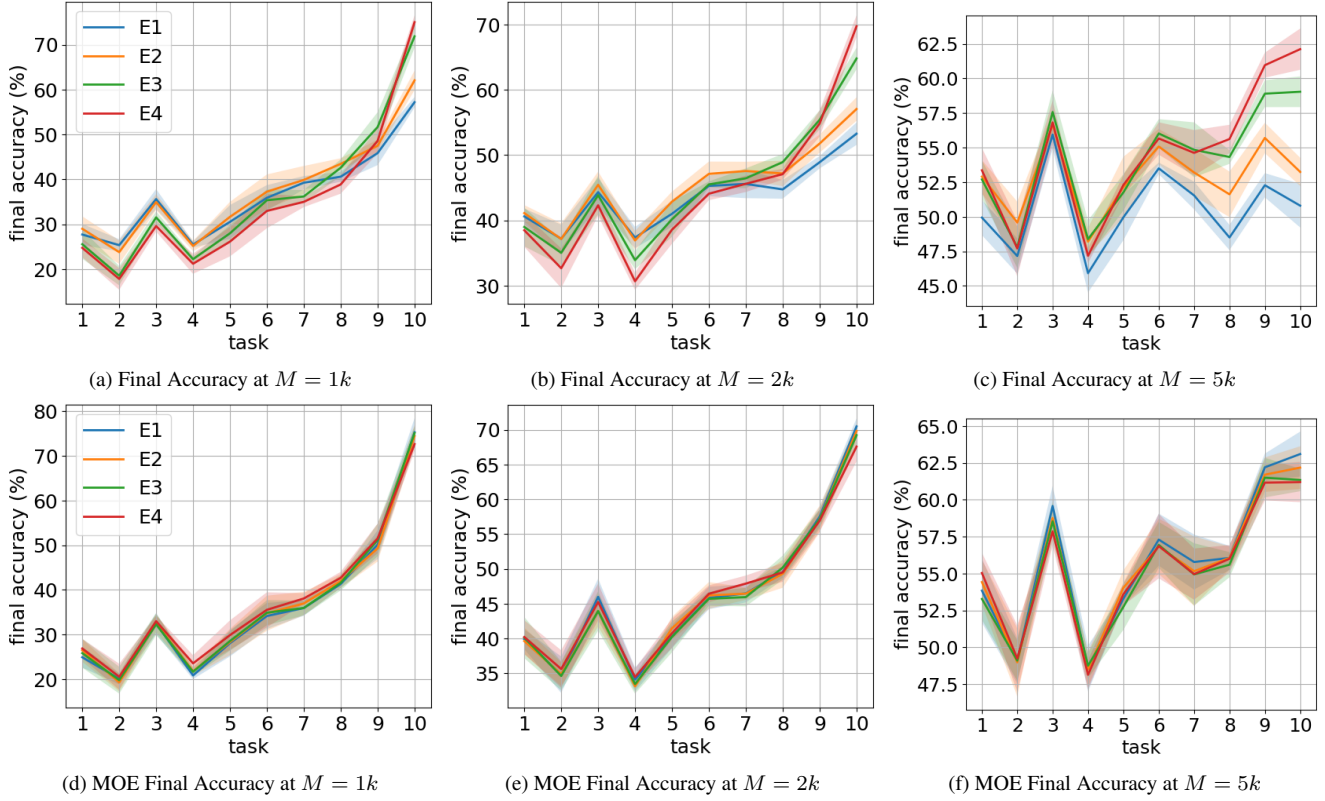 E1
E2
E3
E4
final accuracy (%)
70
60
50
40
30
20
1 2 3 4 5 6 7 8 9 10
task
(a) Final Accuracy at M = 1k
final accuracy (%)
70
60
50
40
30
1 2 3 4 5 6 7 8 9 10
task
(b) Final Accuracy at M = 2k
final accuracy (%)
62.5
60.0
57.5
55.0
52.5
50.0
47.5
45.0
1 2 3 4 5 6 7 8 9 10
task
(c) Final Accuracy at M = 5k
E1
E2
E3
E4
final accuracy (%)
80
70
60
50
40
30
20
1 2 3 4 5 6 7 8 9 10
task
(d) MOE Final Accuracy at M = 1k
final accuracy (%)
70
65
60
55
50
45
40
35
1 2 3 4 5 6 7 8 9 10
task
(e) MOE Final Accuracy at M = 2k
final accuracy (%)
65.0
62.5
60.0
57.5
55.0
52.5
50.0
47.5
1 2 3 4 5 6 7 8 9 10
task
(f) MOE Final Accuracy at M = 5k